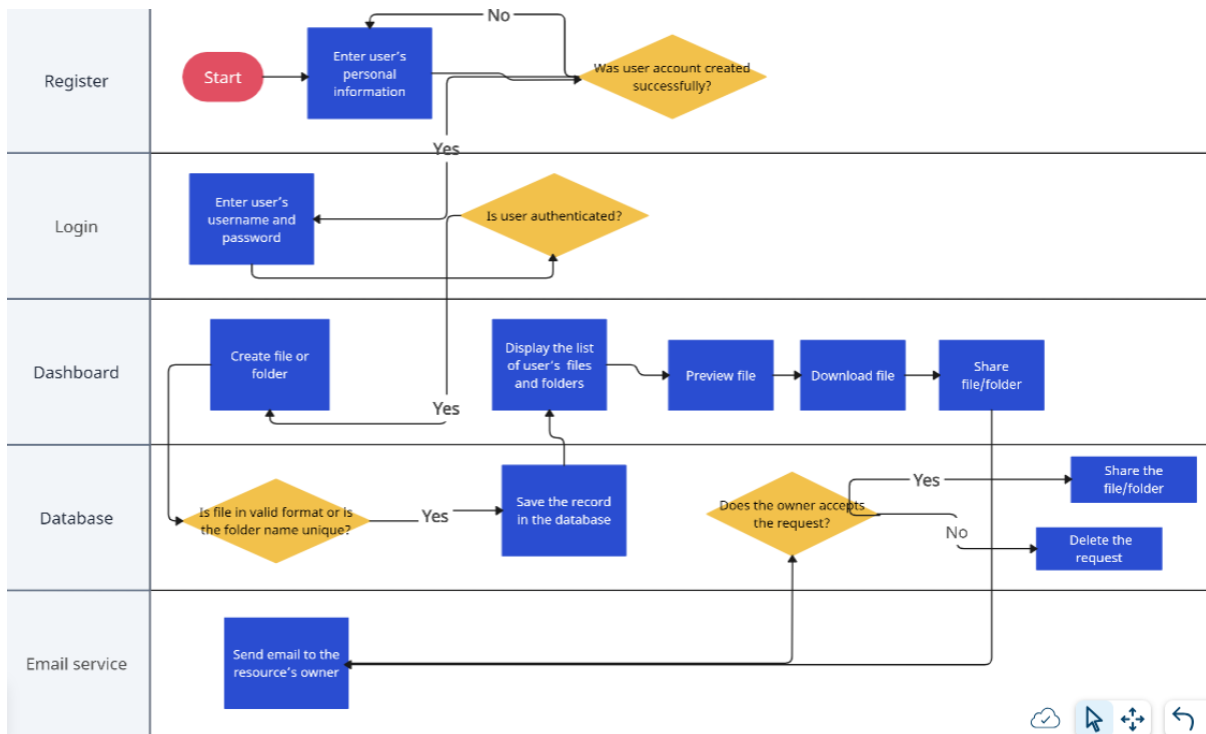 No
Register
Start
Enter user's
personal
information
Was user account created
successfully?
Yes
Login
Enter user's
username and
password
Is user authenticated?
Dashboard
Create file or
folder
Display the list
of user's files
and folders
Preview file
Download file
Share
file/folder
Yes
Database
Is file in valid format or is
the folder name unique?
Yes
Save the record
in the database
Does the owner accepts
the request?
Yes
No
Share the
file/folder
Delete the
request
Email service
Send email to the
resource's owner